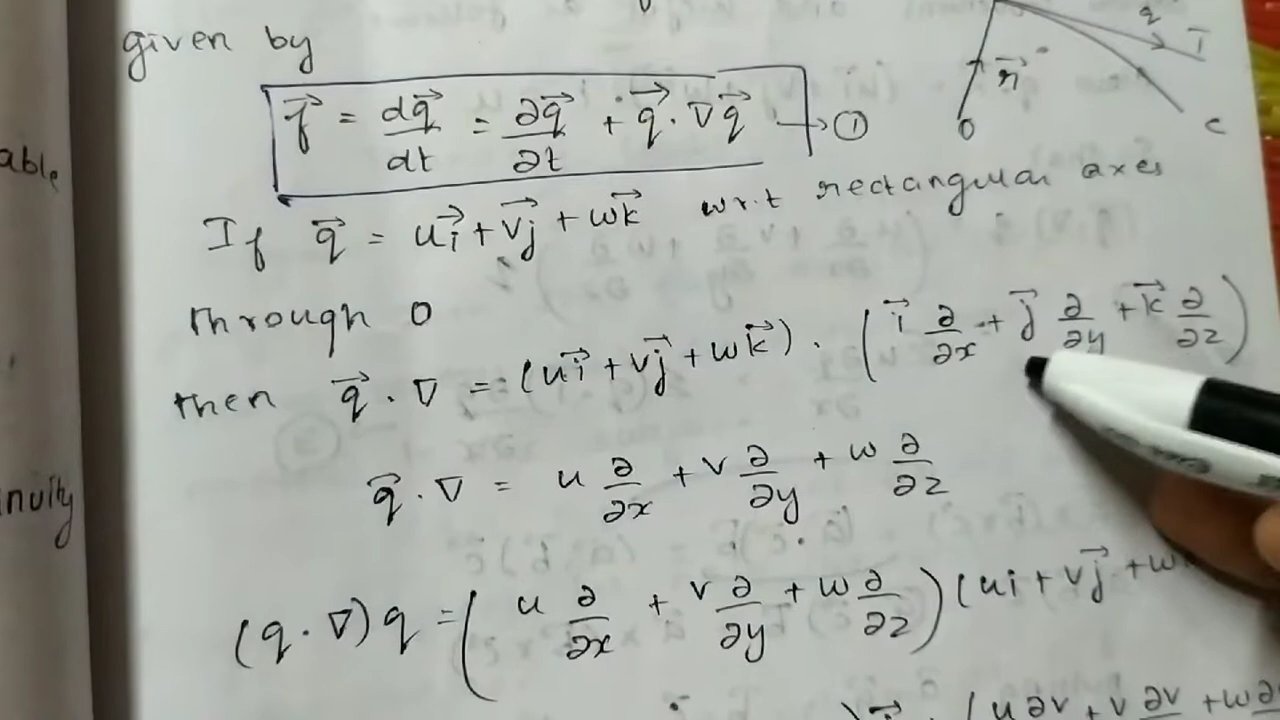 given by
f⃗ = dq⃗/dt = ∂q⃗/∂t + q⃗ · ∇q⃗ → ①
q
T
r⃗
O
c
If q⃗ = ui⃗ + vj⃗ + wk⃗ w.r.t rectangular axes
through O
then q⃗ · ∇ = (ui⃗ + vj⃗ + wk⃗) · (i⃗ ∂/∂x + j⃗ ∂/∂y + k⃗ ∂/∂z)
q⃗ · ∇ = u ∂/∂x + v ∂/∂y + w ∂/∂z
(q · ∇) q = (u ∂/∂x + v ∂/∂y + w ∂/∂z) (ui + vj⃗ + w
(u ∂v + v ∂v + w∂
able
inuity